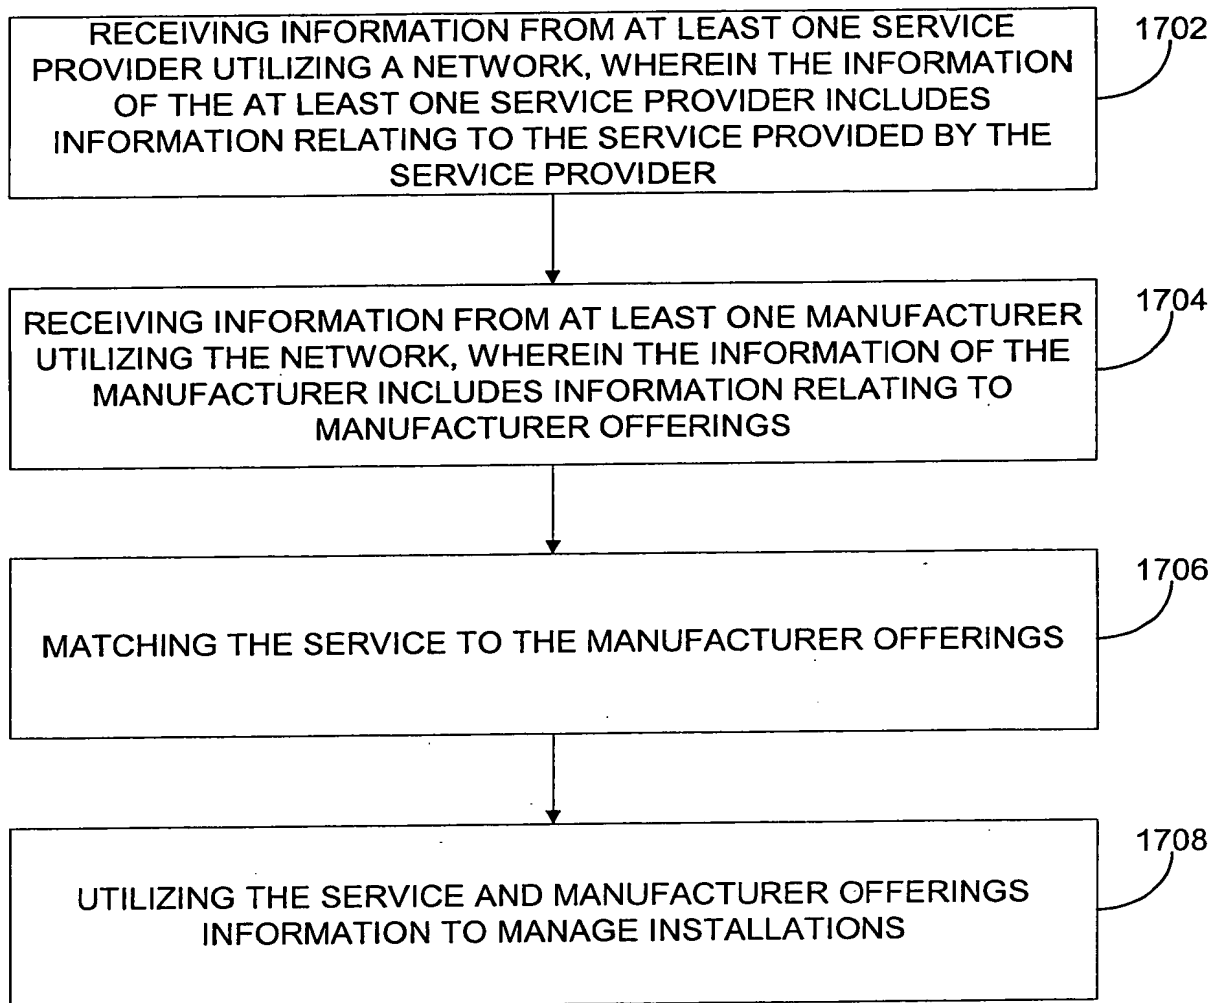 RECEIVING INFORMATION FROM AT LEAST ONE SERVICE
PROVIDER UTILIZING A NETWORK, WHEREIN THE INFORMATION
OF THE AT LEAST ONE SERVICE PROVIDER INCLUDES
INFORMATION RELATING TO THE SERVICE PROVIDED BY THE
SERVICE PROVIDER
1702
RECEIVING INFORMATION FROM AT LEAST ONE MANUFACTURER
UTILIZING THE NETWORK, WHEREIN THE INFORMATION OF THE
MANUFACTURER INCLUDES INFORMATION RELATING TO
MANUFACTURER OFFERINGS
1704
MATCHING THE SERVICE TO THE MANUFACTURER OFFERINGS
1706
UTILIZING THE SERVICE AND MANUFACTURER OFFERINGS
INFORMATION TO MANAGE INSTALLATIONS
1708